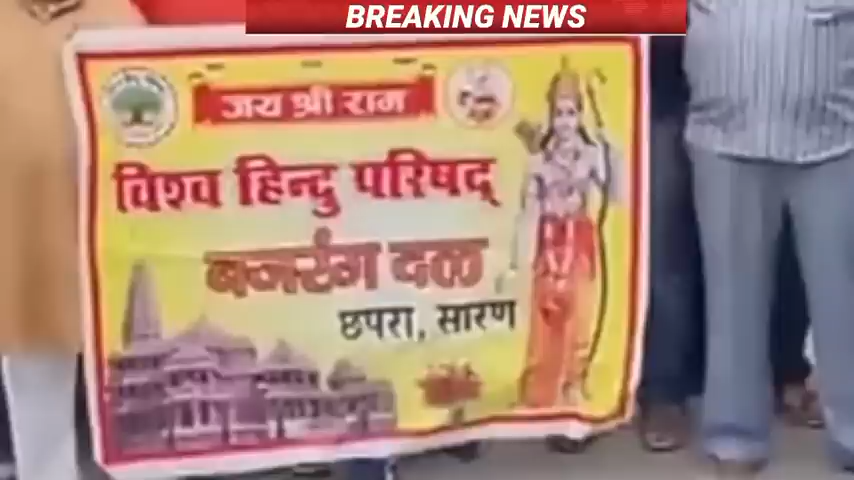 BREAKING NEWS
जय श्री राम
विश्व हिन्दु परिषद्
बजरंग दल
छपरा, सारण